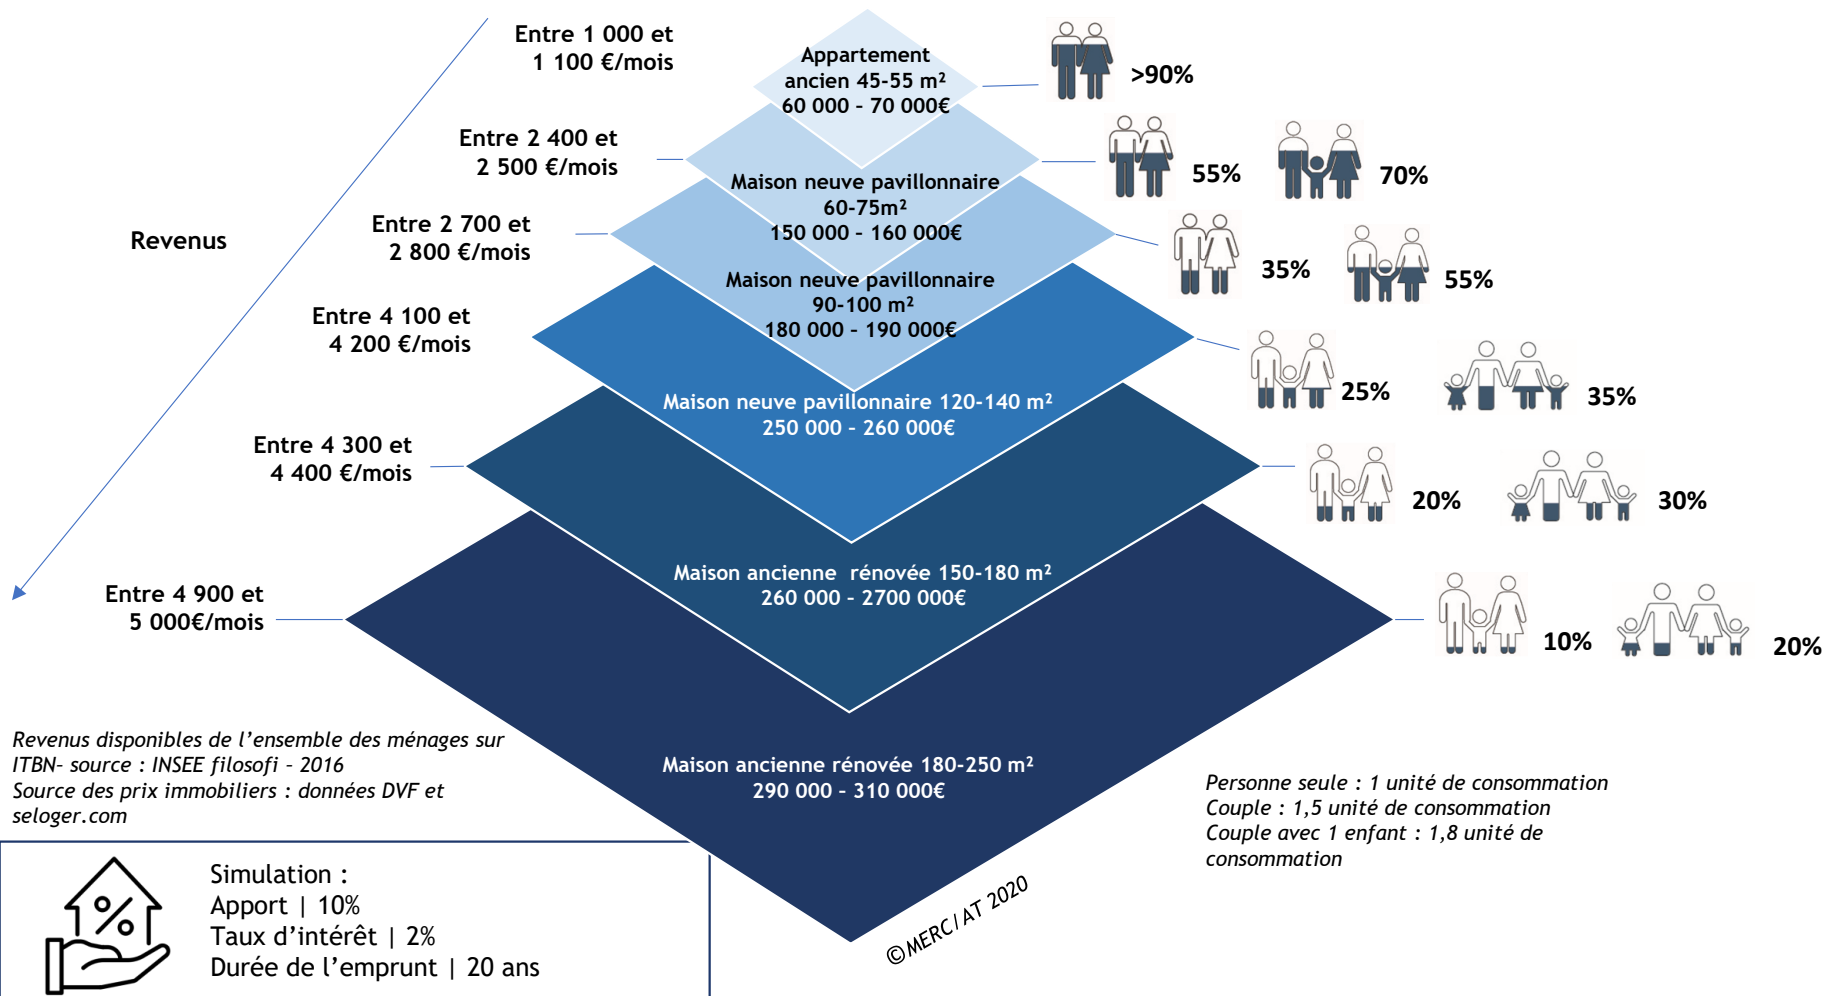 Entre 1 000 et
1 100 €/mois
Appartement
ancien 45-55 m²
60 000 - 70 000€
>90%
Entre 2 400 et
2 500 €/mois
Maison neuve pavillonnaire
60-75m²
150 000 - 160 000€
55%
70%
Revenus
Entre 2 700 et
2 800 €/mois
Maison neuve pavillonnaire
90-100 m²
180 000 - 190 000€
35%
55%
Entre 4 100 et
4 200 €/mois
Maison neuve pavillonnaire 120-140 m²
250 000 - 260 000€
25%
35%
Entre 4 300 et
4 400 €/mois
Maison ancienne rénovée 150-180 m²
260 000 - 2700 000€
20%
30%
Entre 4 900 et
5 000€/mois
Maison ancienne rénovée 180-250 m²
290 000 - 310 000€
10%
20%
Revenus disponibles de l’ensemble des ménages sur
ITBN- source : INSEE filosofi - 2016
Source des prix immobiliers : données DVF et
seloger.com
Personne seule : 1 unité de consommation
Couple : 1,5 unité de consommation
Couple avec 1 enfant : 1,8 unité de
consommation
%
Simulation :
Apport | 10%
Taux d’intérêt | 2%
Durée de l’emprunt | 20 ans
©MERC/AT 2020